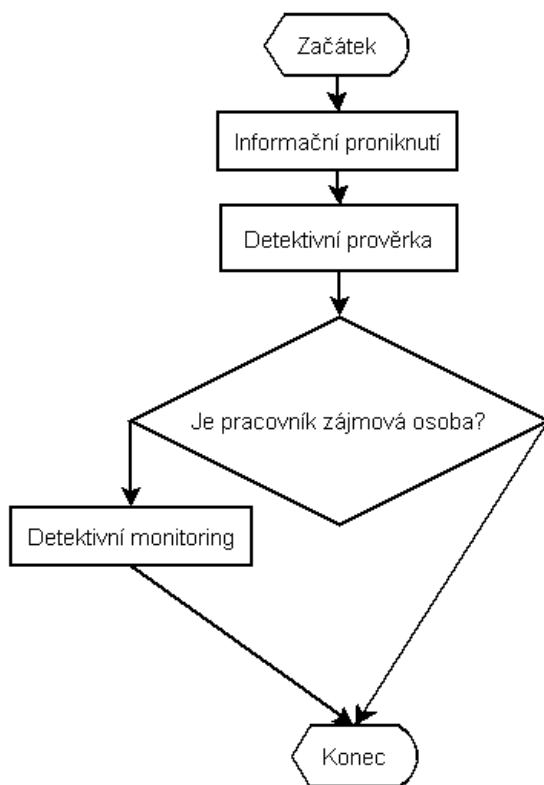 Začátek
Informační proniknutí
Detektivní prověrka
Je pracovník zájmová osoba?
Detektivní monitoring
Konec